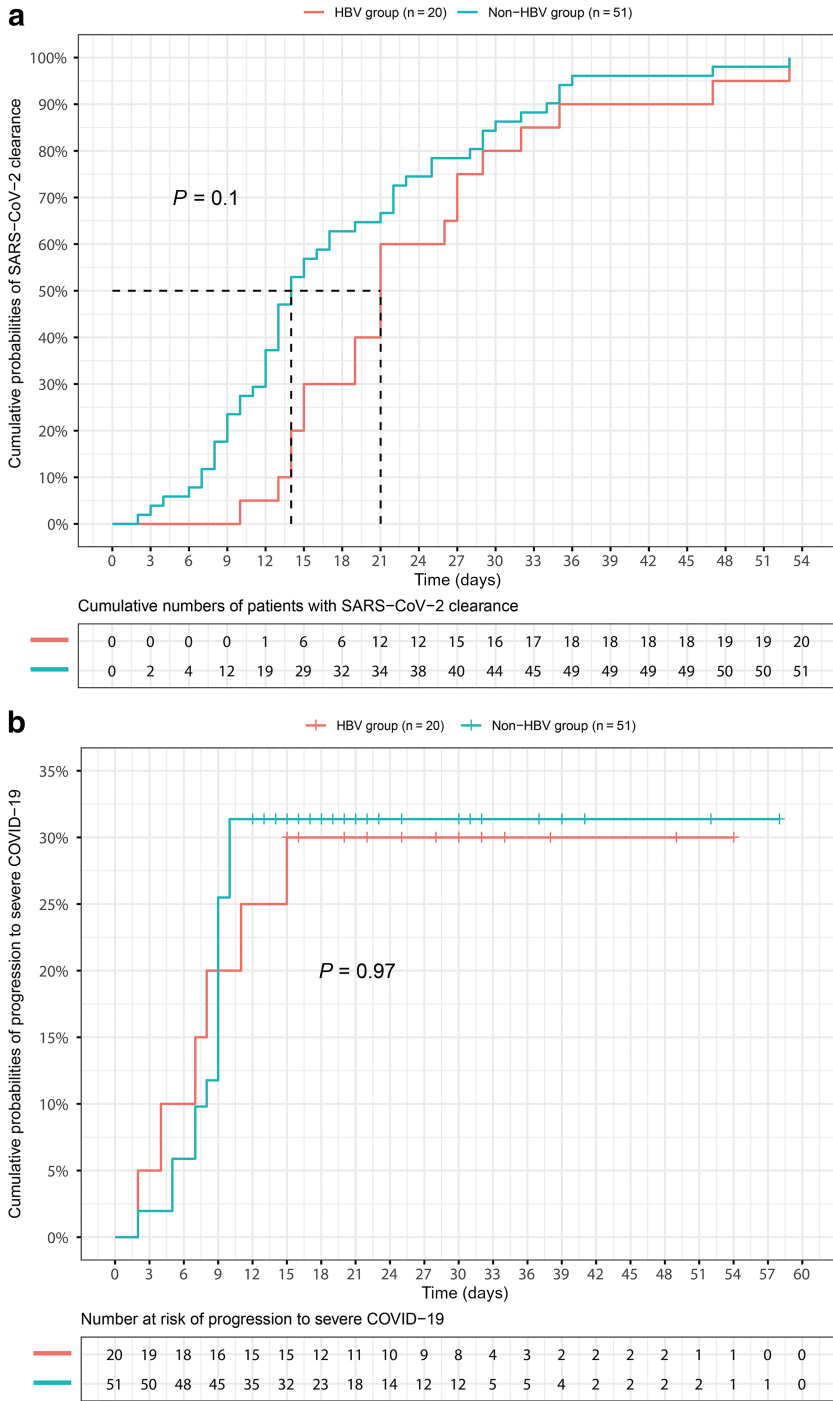 a
HBV group (n = 20) Non−HBV group (n = 51)
Cumulative probabilities of SARS−CoV−2 clearance
100%
90%
80%
70%
60%
50%
40%
30%
20%
10%
0%
P = 0.1
0 3 6 9 12 15 18 21 24 27 30 33 36 39 42 45 48 51 54
Time (days)
Cumulative numbers of patients with SARS−CoV−2 clearance
0 0 0 0 1 6 6 12 12 15 16 17 18 18 18 18 19 19 20
0 2 4 12 19 29 32 34 38 40 44 45 49 49 49 49 50 50 51
b
HBV group (n = 20) Non−HBV group (n = 51)
Cumulative probabilities of progression to severe COVID−19
35%
30%
25%
20%
15%
10%
5%
0%
P = 0.97
0 3 6 9 12 15 18 21 24 27 30 33 36 39 42 45 48 51 54 57 60
Time (days)
Number at risk of progression to severe COVID−19
20 19 18 16 15 15 12 11 10 9 8 4 3 2 2 2 2 1 1 0 0
51 50 48 45 35 32 23 18 14 12 12 5 5 4 2 2 2 2 1 1 0